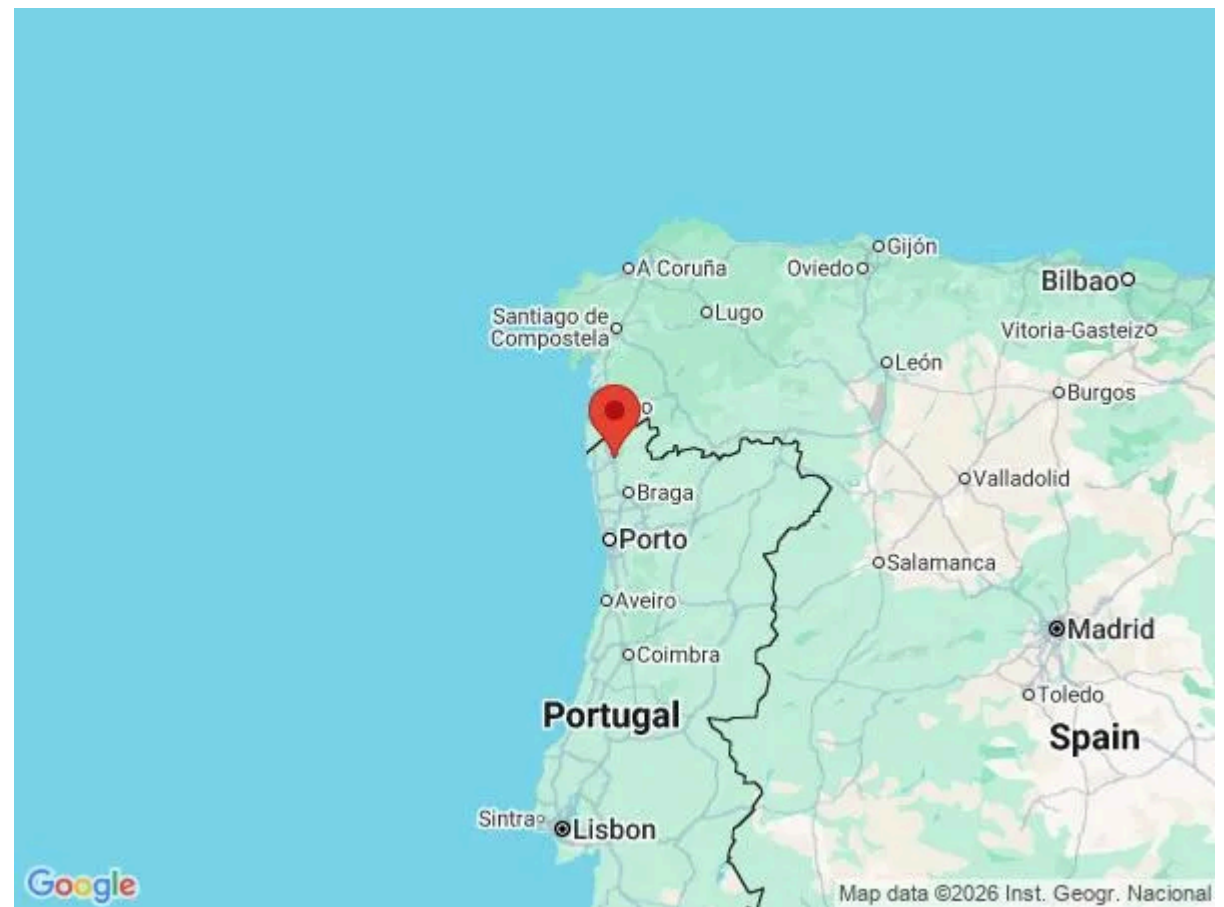 Gijón
A Coruña
Oviedo
Bilbao
Santiago de
Compostela
Lugo
Vitoria-Gasteiz
León
Burgos
o
Valladolid
Braga
Porto
Salamanca
Aveiro
Madrid
Coimbra
Toledo
Portugal
Spain
Sintra
Lisbon
Google
Map data ©2026 Inst. Geogr. Nacional